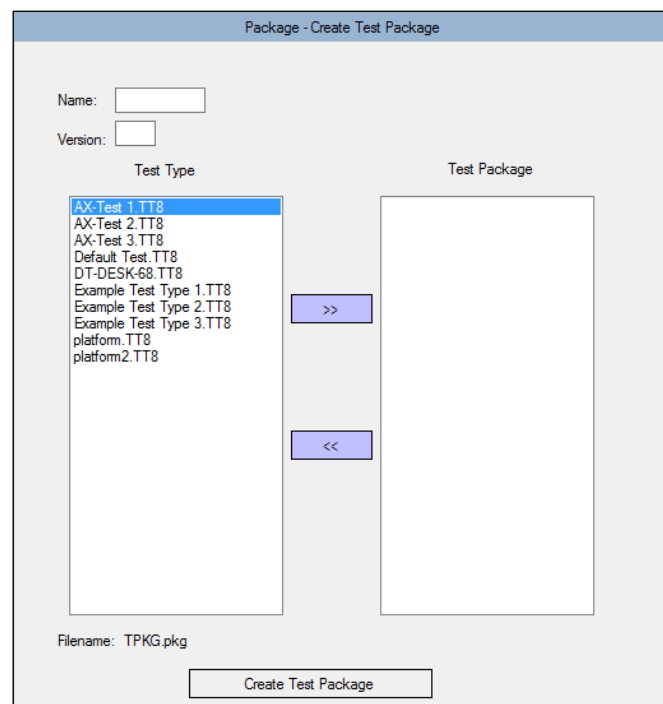 Package - Create Test Package
Name:
Version:
Test Type
Test Package
AX-Test 1.TT8
AX-Test 2.TT8
AX-Test 3.TT8
Default Test.TT8
DT-DESK-68.TT8
Example Test Type 1.TT8
Example Test Type 2.TT8
Example Test Type 3.TT8
platform.TT8
platform2.TT8
>>
<<
Filename: TPKG.pkg
Create Test Package